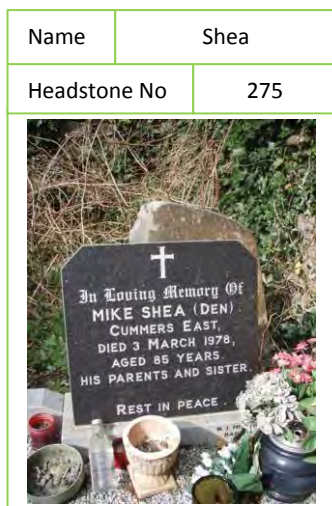 Name Shea
Headstone No 275
In Loving Memory Of
MIKE SHEA (DEN)
CUMMERS EAST,
DIED 3 MARCH 1978,
AGED 85 YEARS.
HIS PARENTS AND SISTER.
REST IN PEACE.